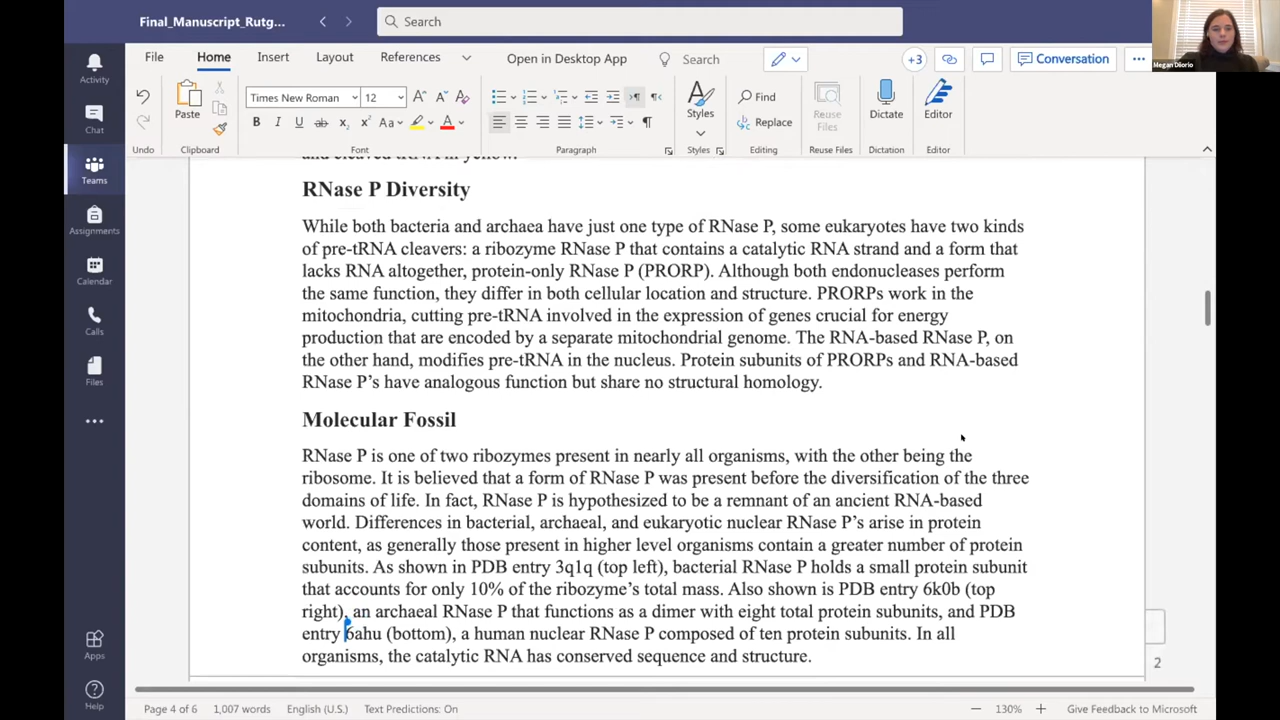 Final_Manuscript_Rutg...
Search
Megan Diiorio
File Home Insert Layout References Open in Desktop App Search +3 Conversation
Times New Roman 12
Paste
Styles
Find
Replace
Reuse
Files
Dictate
Editor
B I U ab x₂ x² Aa A
Undo Clipboard Font Paragraph Styles Editing Reuse Files Dictation Editor
Activity
Chat
Teams
Assignments
Calendar
Calls
Files
Apps
Help
RNase P Diversity
While both bacteria and archaea have just one type of RNase P, some eukaryotes have two kinds
of pre-tRNA cleavers: a ribozyme RNase P that contains a catalytic RNA strand and a form that
lacks RNA altogether, protein-only RNase P (PRORP). Although both endonucleases perform
the same function, they differ in both cellular location and structure. PRORPs work in the
mitochondria, cutting pre-tRNA involved in the expression of genes crucial for energy
production that are encoded by a separate mitochondrial genome. The RNA-based RNase P, on
the other hand, modifies pre-tRNA in the nucleus. Protein subunits of PRORPs and RNA-based
RNase P's have analogous function but share no structural homology.
Molecular Fossil
RNase P is one of two ribozymes present in nearly all organisms, with the other being the
ribosome. It is believed that a form of RNase P was present before the diversification of the three
domains of life. In fact, RNase P is hypothesized to be a remnant of an ancient RNA-based
world. Differences in bacterial, archaeal, and eukaryotic nuclear RNase P's arise in protein
content, as generally those present in higher level organisms contain a greater number of protein
subunits. As shown in PDB entry 3q1q (top left), bacterial RNase P holds a small protein subunit
that accounts for only 10% of the ribozyme's total mass. Also shown is PDB entry 6k0b (top
right), an archaeal RNase P that functions as a dimer with eight total protein subunits, and PDB
entry 6ahu (bottom), a human nuclear RNase P composed of ten protein subunits. In all
organisms, the catalytic RNA has conserved sequence and structure.
2
Page 4 of 6 1,007 words English (U.S.) Text Predictions: On 130% Give Feedback to Microsoft